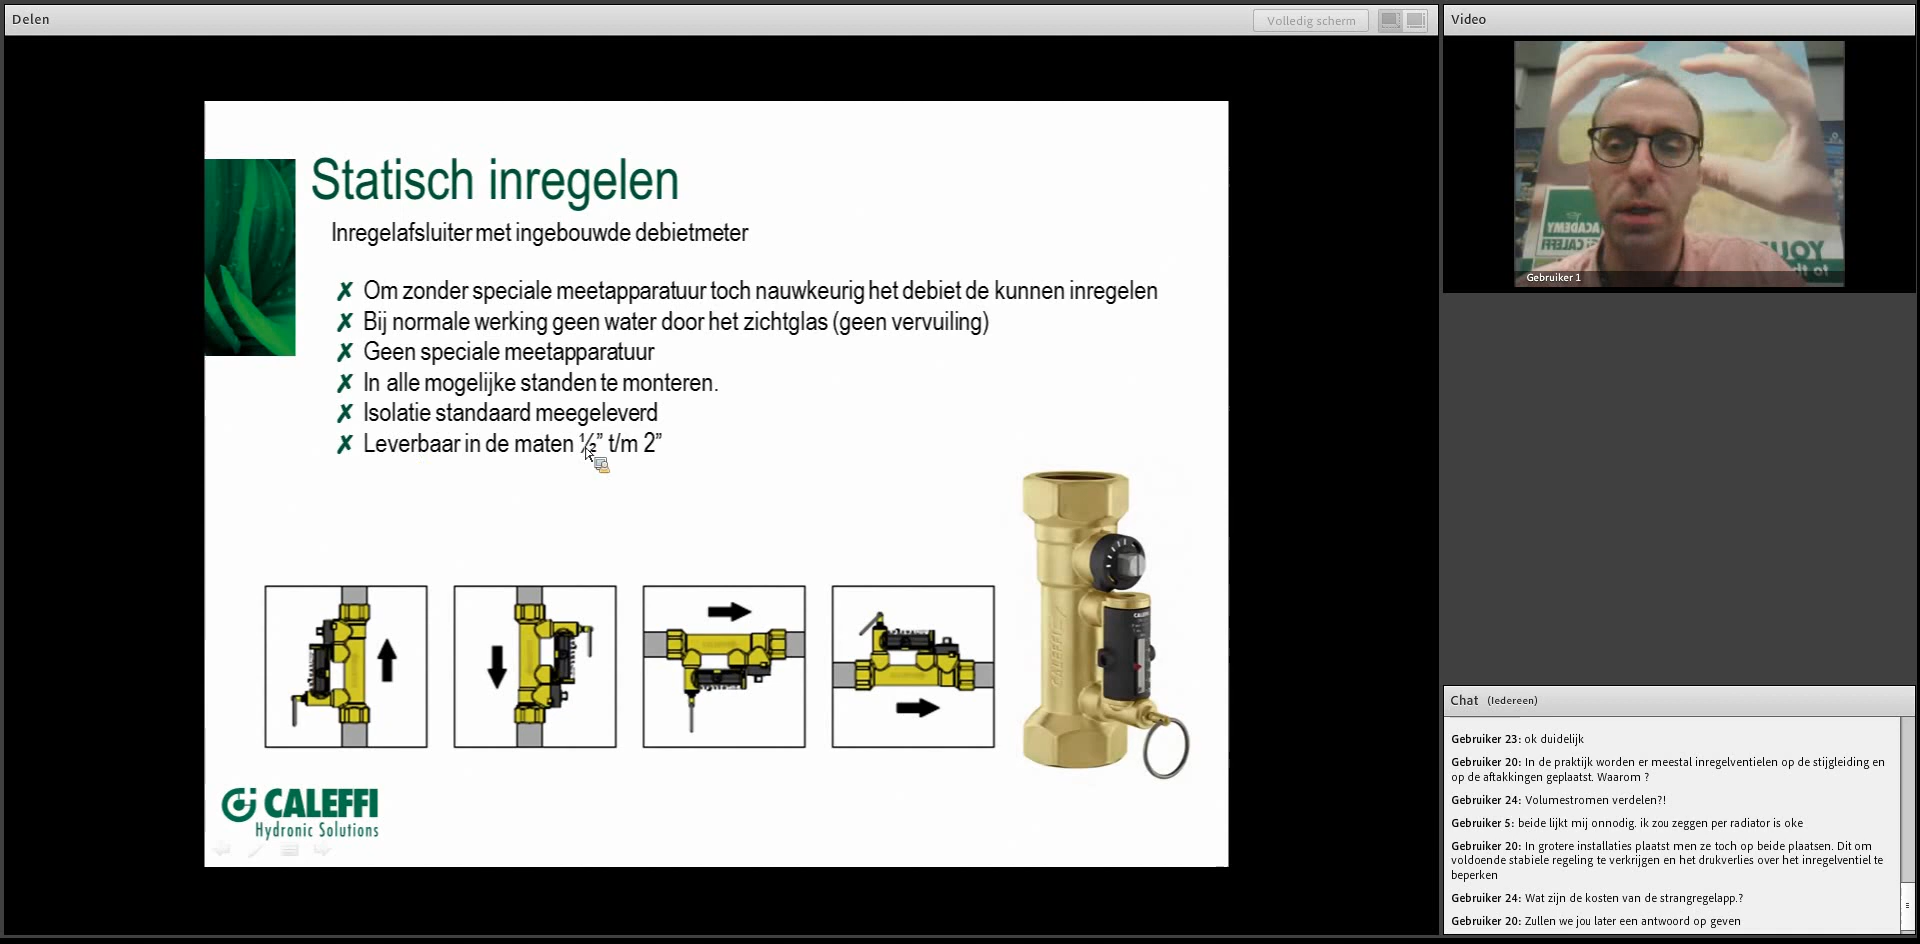 Delen
Volledig scherm
Video
Statisch inregelen
Inregelafsluiter met ingebouwde debietmeter
✗ Om zonder speciale meetapparatuur toch nauwkeurig het debiet de kunnen inregelen
✗ Bij normale werking geen water door het zichtglas (geen vervuiling)
✗ Geen speciale meetapparatuur
✗ In alle mogelijke standen te monteren.
✗ Isolatie standaard meegeleverd
✗ Leverbaar in de maten ½” t/m 2”
CALEFFI
CALEFFI
CALEFFI
Hydronic Solutions
ACADEMY
CALEFFI
YOU
to th
Gebruiker 1
Chat (Iedereen)
Gebruiker 23: ok duidelijk
Gebruiker 20: In de praktijk worden er meestal inregelventielen op de stijgleiding en
op de aftakkingen geplaatst. Waarom ?
Gebruiker 24: Volumestromen verdelen?!
Gebruiker 5: beide lijkt mij onnodig. ik zou zeggen per radiator is oke
Gebruiker 20: In grotere installaties plaatst men ze toch op beide plaatsen. Dit om
voldoende stabiele regeling te verkrijgen en het drukverlies over het inregelventiel te
beperken
Gebruiker 24: Wat zijn de kosten van de strangregelapp.?
Gebruiker 20: Zullen we jou later een antwoord op geven